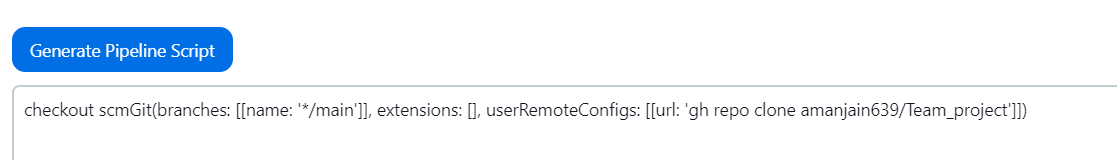 Generate Pipeline Script
checkout scmGit(branches: [[name: '*/main']], extensions: [], userRemoteConfigs: [[url: 'gh repo clone amanjain639/Team_project']])